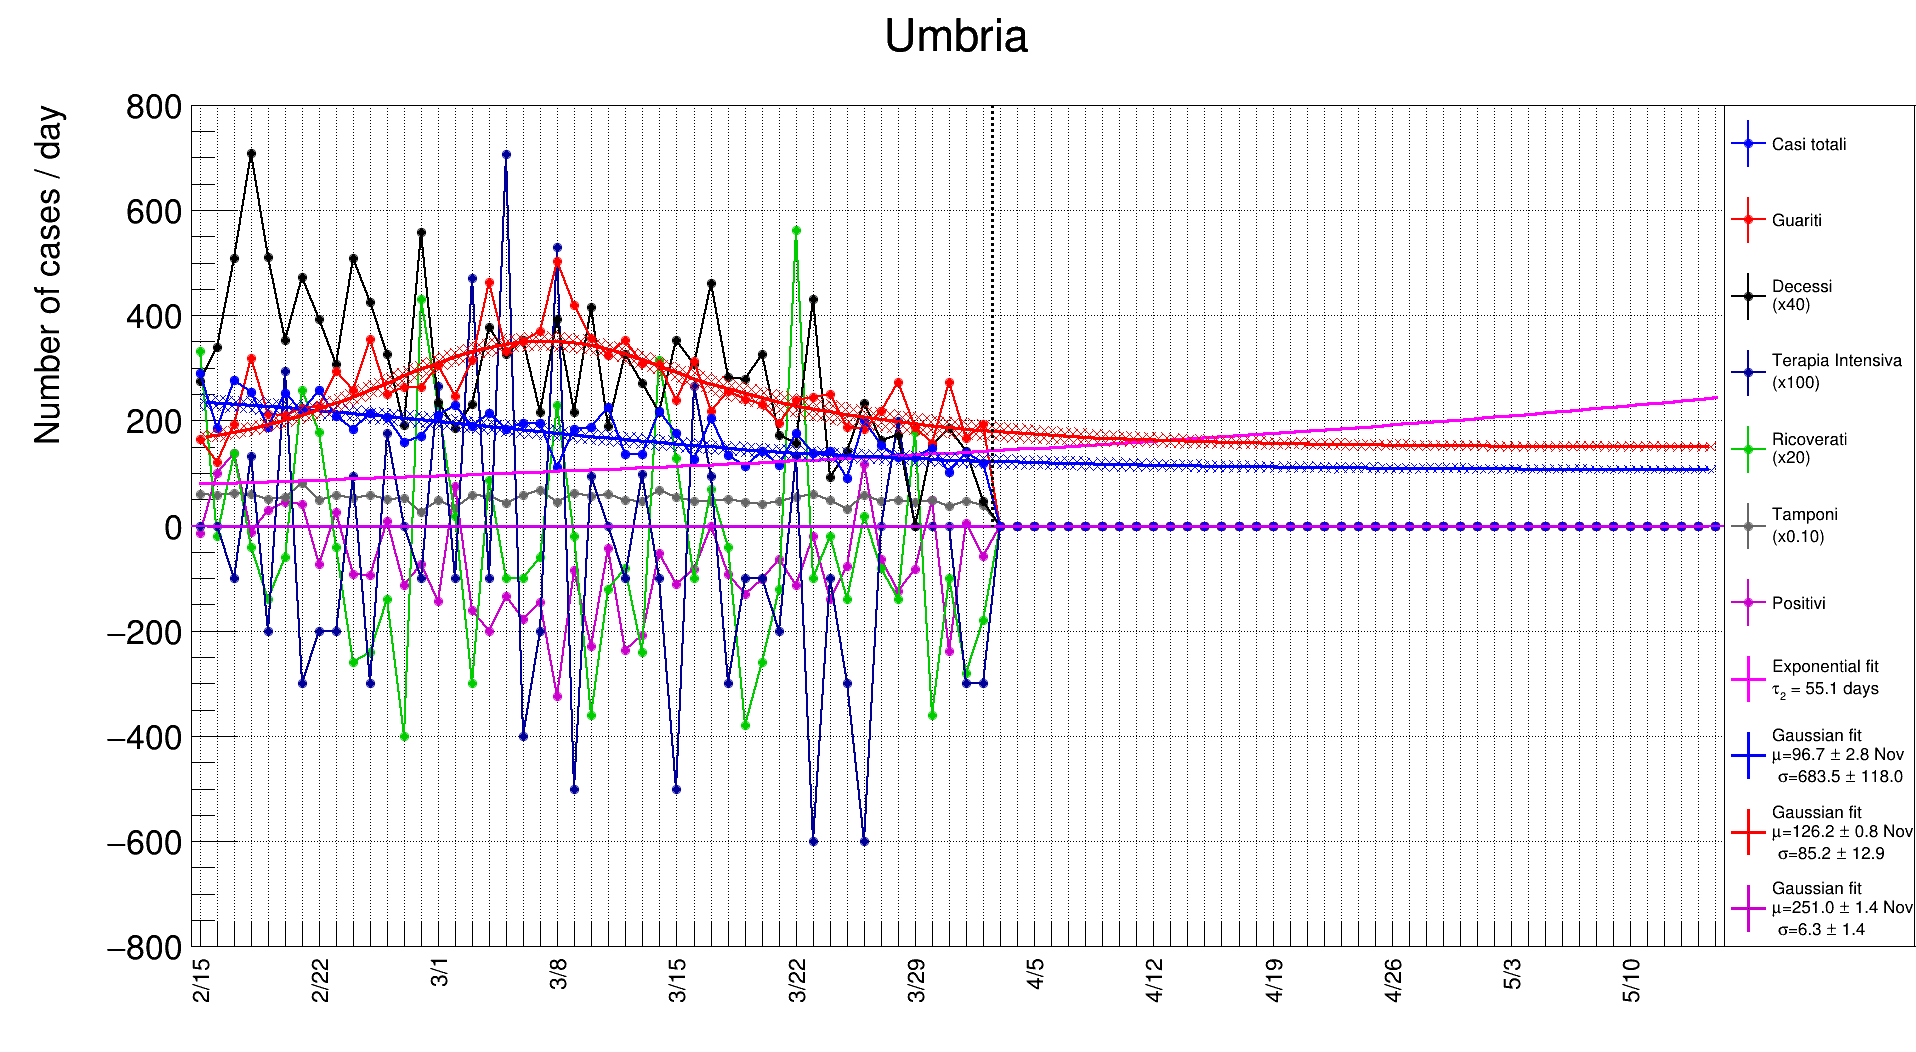 Umbria
Number of cases / day
800
600
400
200
0
−200
−400
−600
−800
2/15
2/22
3/1
3/8
3/15
3/22
3/29
4/5
4/12
4/19
4/26
5/3
5/10
Casi totali
Guariti
Decessi
(x40)
Terapia Intensiva
(x100)
Ricoverati
(x20)
Tamponi
(x0.10)
Positivi
Exponential fit
τ2 = 55.1 days
Gaussian fit
μ=96.7 ± 2.8 Nov
σ=683.5 ± 118.0
Gaussian fit
μ=126.2 ± 0.8 Nov
σ=85.2 ± 12.9
Gaussian fit
μ=251.0 ± 1.4 Nov
σ=6.3 ± 1.4